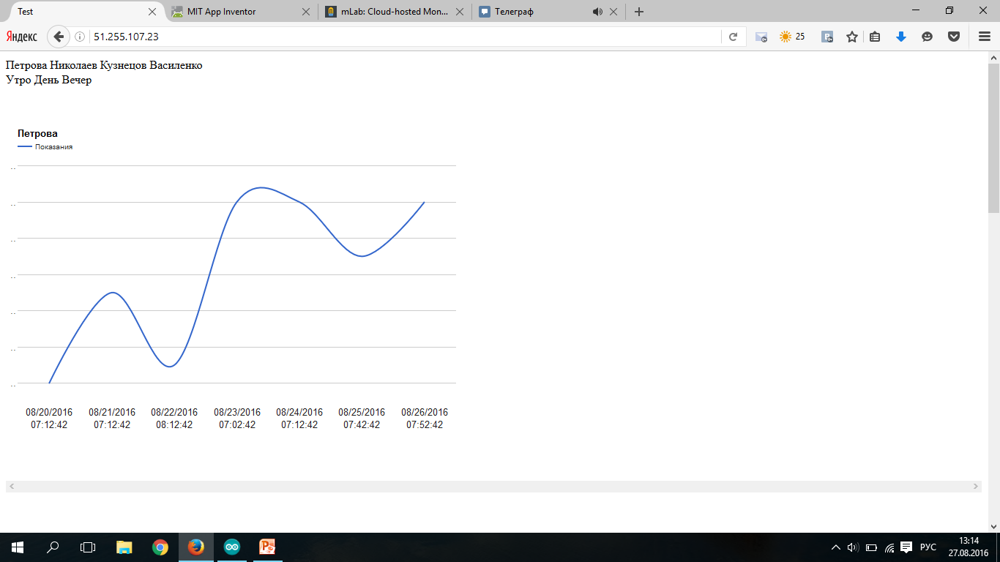 Test
MIT App Inventor
mLab: Cloud-hosted Mon...
Телеграф
Яндекс
51.255.107.23
25
Петрова Николаев Кузнецов Василенко
Утро День Вечер
Петрова
Показания
08/20/2016 08/21/2016 08/22/2016 08/23/2016 08/24/2016 08/25/2016 08/26/2016
07:12:42 07:12:42 08:12:42 07:02:42 07:12:42 07:42:42 07:52:42
РУС
13:14
27.08.2016